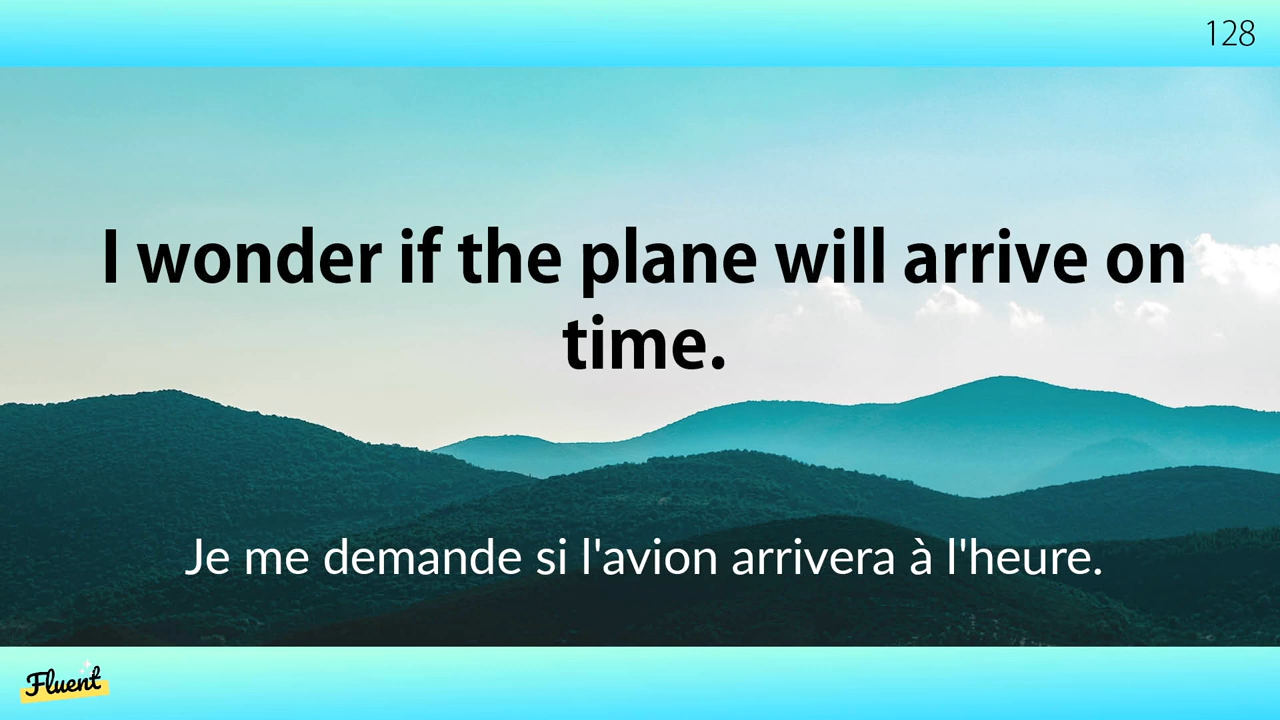 128
I wonder if the plane will arrive on
time.
Je me demande si l'avion arrivera à l'heure.
Fluent